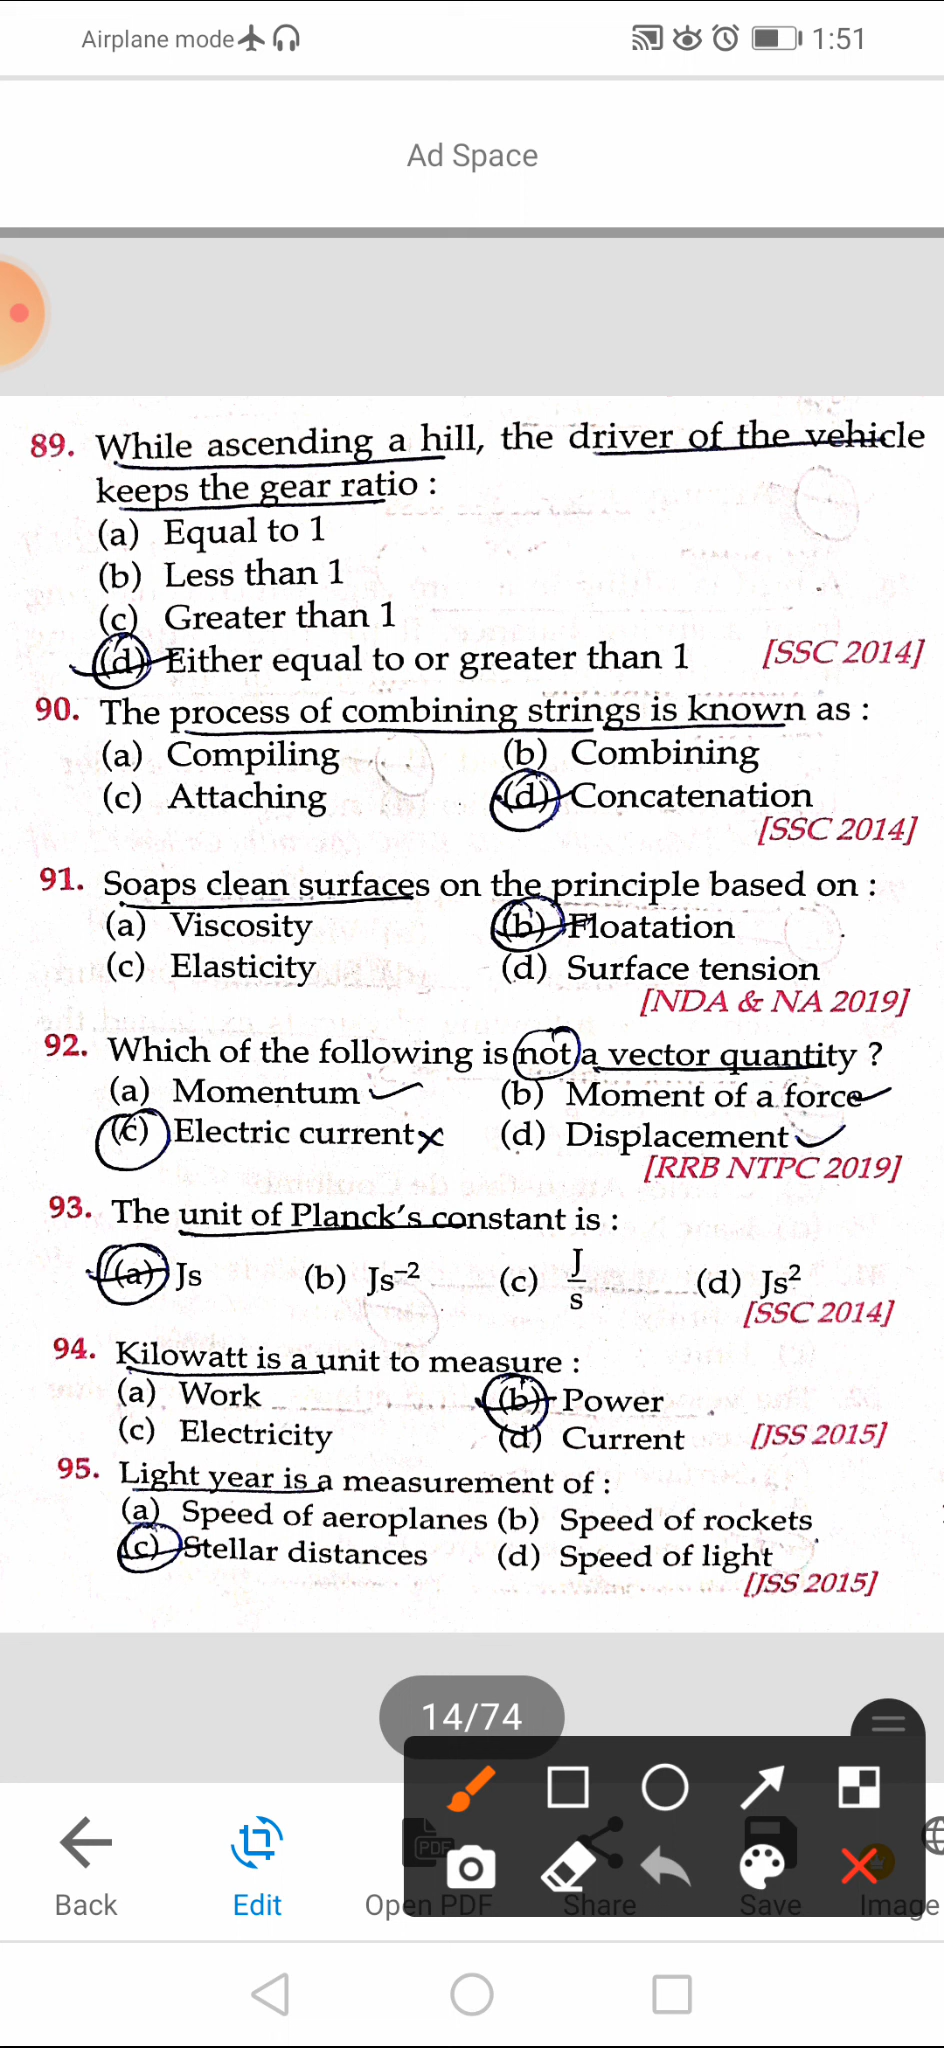 Airplane mode 1:51
Ad Space
89. While ascending a hill, the driver of the vehicle
keeps the gear ratio :
(a) Equal to 1
(b) Less than 1
(c) Greater than 1
(d) Either equal to or greater than 1 [SSC 2014]
90. The process of combining strings is known as :
(a) Compiling (b) Combining
(c) Attaching (d) Concatenation
[SSC 2014]
91. Soaps clean surfaces on the principle based on :
(a) Viscosity (b) Floatation
(c) Elasticity (d) Surface tension
[NDA & NA 2019]
92. Which of the following is not a vector quantity ?
(a) Momentum (b) Moment of a force
(c) Electric current (d) Displacement
[RRB NTPC 2019]
93. The unit of Planck's constant is :
(a) Js (b) Js⁻² (c) J/s (d) Js²
[SSC 2014]
94. Kilowatt is a unit to measure :
(a) Work (b) Power
(c) Electricity (d) Current [JSS 2015]
95. Light year is a measurement of :
(a) Speed of aeroplanes (b) Speed of rockets
(c) Stellar distances (d) Speed of light
[JSS 2015]
14/74
PDF
Back Edit Open PDF Share Save Image